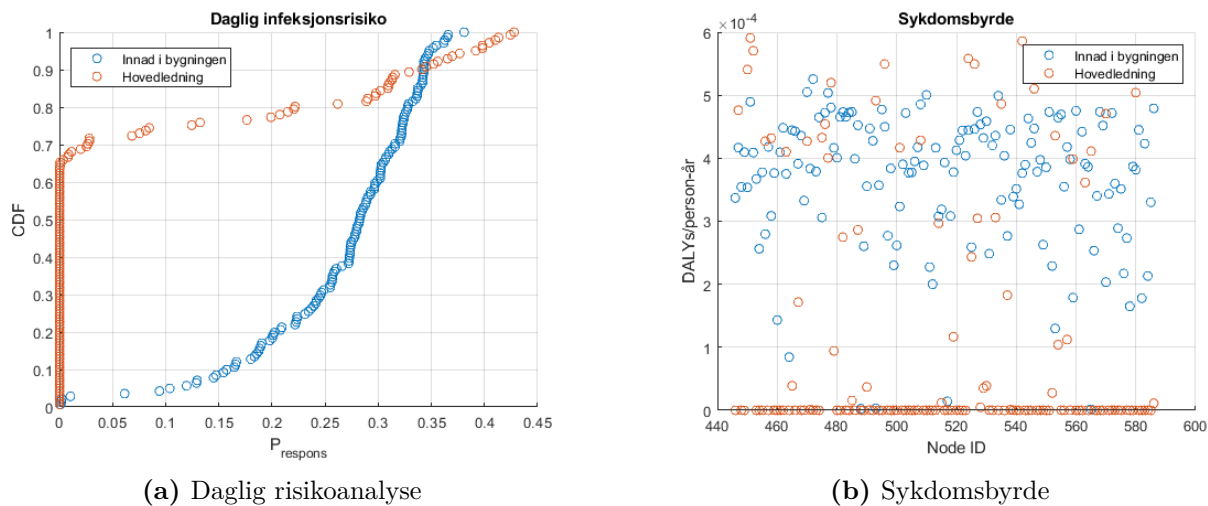 Daglig infeksjonsrisiko
Innad i bygningen
Hovedledning
CDF
1
0.9
0.8
0.7
0.6
0.5
0.4
0.3
0.2
0.1
0
0 0.05 0.1 0.15 0.2 0.25 0.3 0.35 0.4 0.45
P_respons
(a) Daglig risikoanalyse
Sykdomsbyrde
×10^-4
Innad i bygningen
Hovedledning
DALYs/person-år
6
5
4
3
2
1
0
440 460 480 500 520 540 560 580 600
Node ID
(b) Sykdomsbyrde